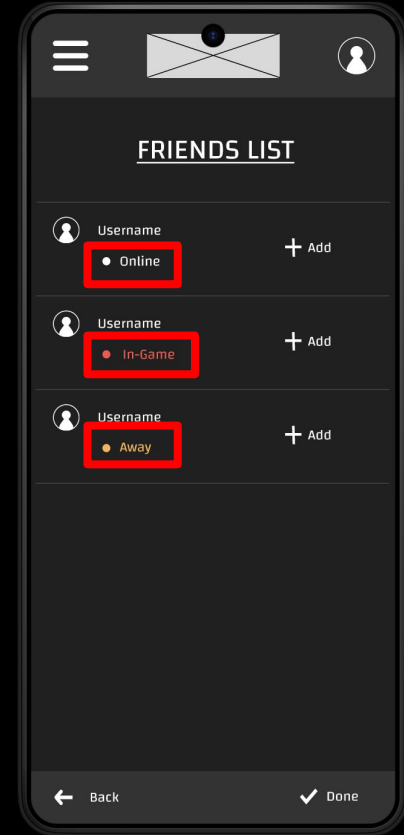 FRIENDS LIST
Username
Online
Add
Username
In-Game
Add
Username
Away
Add
Back
Done